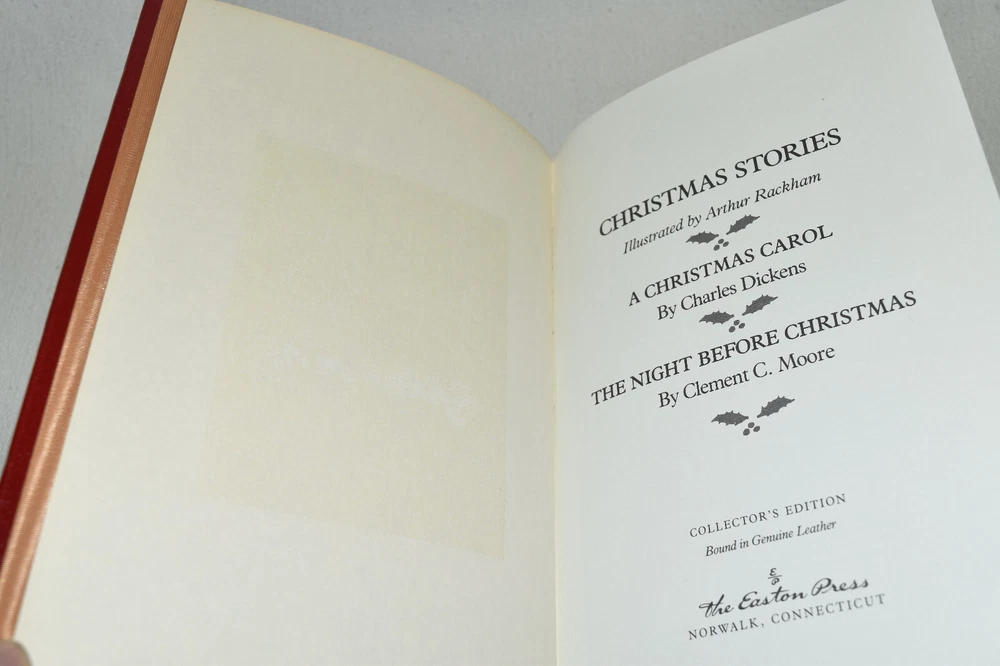 CHRISTMAS STORIES
Illustrated by Arthur Rackham
A CHRISTMAS CAROL
By Charles Dickens
THE NIGHT BEFORE CHRISTMAS
By Clement C. Moore
COLLECTOR'S EDITION
Bound in Genuine Leather
E
P
the Easton Press
NORWALK, CONNECTICUT